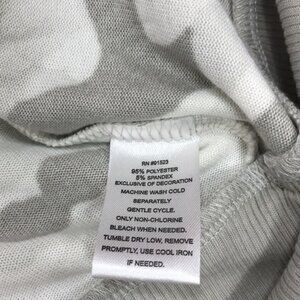 RN #91523
95% POLYESTER
5% SPANDEX
EXCLUSIVE OF DECORATION
MACHINE WASH COLD
SEPARATELY
GENTLE CYCLE.
ONLY NON-CHLORINE
BLEACH WHEN NEEDED.
TUMBLE DRY LOW, REMOVE
PROMPTLY, USE COOL IRON
IF NEEDED.